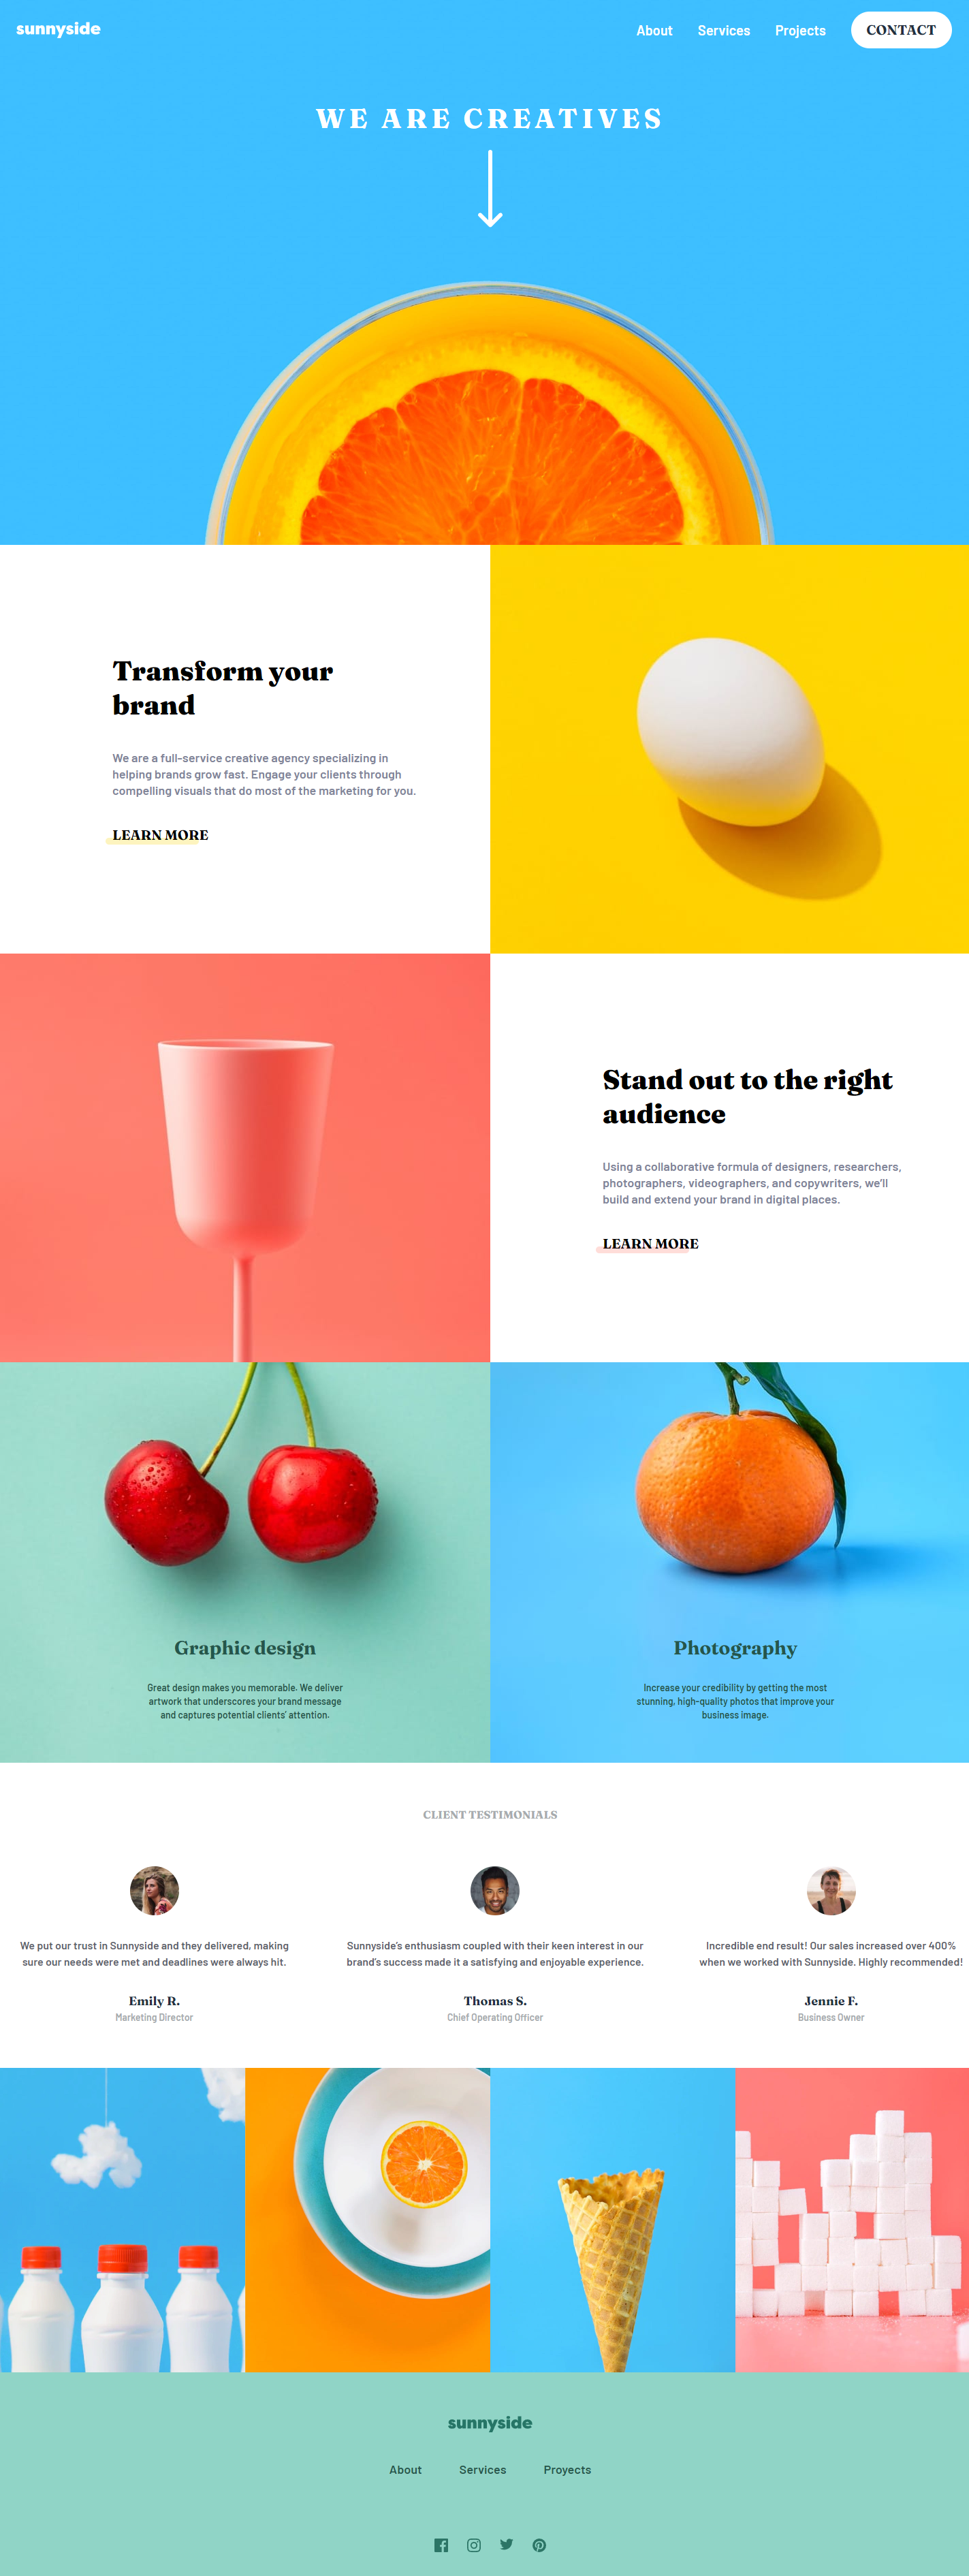 sunnyside
About Services Projects CONTACT
WE ARE CREATIVES
Transform your
brand
We are a full-service creative agency specializing in
helping brands grow fast. Engage your clients through
compelling visuals that do most of the marketing for you.
LEARN MORE
Stand out to the right
audience
Using a collaborative formula of designers, researchers,
photographers, videographers, and copywriters, we'll
build and extend your brand in digital places.
LEARN MORE
Graphic design
Great design makes you memorable. We deliver
artwork that underscores your brand message
and captures potential clients' attention.
Photography
Increase your credibility by getting the most
stunning, high-quality photos that improve your
business image.
CLIENT TESTIMONIALS
We put our trust in Sunnyside and they delivered, making
sure our needs were met and deadlines were always hit.
Emily R.
Marketing Director
Sunnyside's enthusiasm coupled with their keen interest in our
brand's success made it a satisfying and enjoyable experience.
Thomas S.
Chief Operating Officer
Incredible end result! Our sales increased over 400%
when we worked with Sunnyside. Highly recommended!
Jennie F.
Business Owner
sunnyside
About Services Proyects